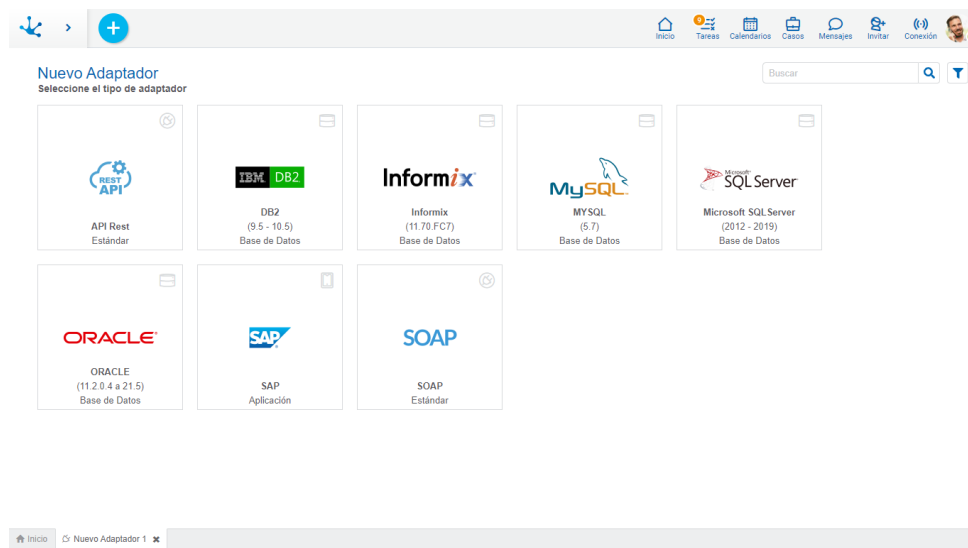 Inicio
9
Tareas
Calendarios
Casos
Mensajes
Invitar
Conexión
Nuevo Adaptador
Seleccione el tipo de adaptador
Buscar
REST
API
API Rest
Estándar
IBM DB2
DB2
(9.5 - 10.5)
Base de Datos
Informix
Informix
(11.70.FC7)
Base de Datos
MySQL
MYSQL
(5.7)
Base de Datos
Microsoft
SQL Server
Microsoft SQLServer
(2012 - 2019)
Base de Datos
ORACLE
ORACLE
(11.2.0.4 a 21.5)
Base de Datos
SAP
SAP
Aplicación
SOAP
SOAP
Estándar
Inicio
Nuevo Adaptador 1